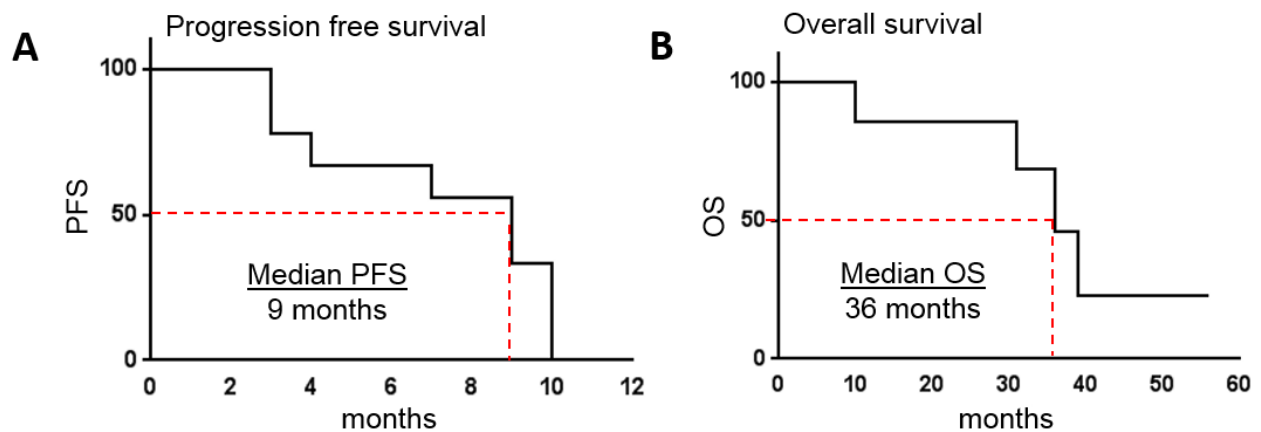 A
Progression free survival
100
50
0
PFS
Median PFS
9 months
0 2 4 6 8 10 12
months
B
Overall survival
100
50
0
OS
Median OS
36 months
0 10 20 30 40 50 60
months